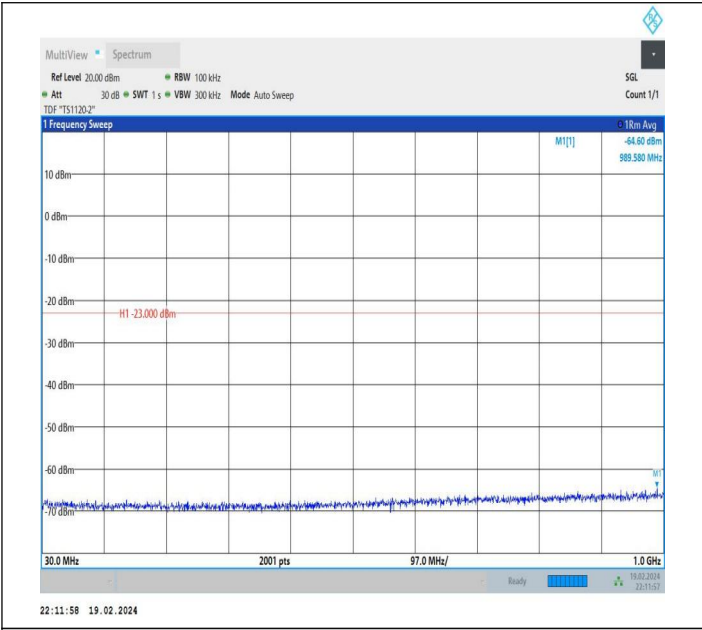 R S
MultiView Spectrum
Ref Level 20.00 dBm RBW 100 kHz SGL
Att 30 dB SWT 1 s VBW 300 kHz Mode Auto Sweep Count 1/1
TDF "TS1120-2"
1 Frequency Sweep 1Rm Avg
M1[1] -64.60 dBm
989.580 MHz
10 dBm
0 dBm
-10 dBm
-20 dBm
H1 -23.000 dBm
-30 dBm
-40 dBm
-50 dBm
-60 dBm
M1
-70 dBm
30.0 MHz 2001 pts 97.0 MHz/ 1.0 GHz
Ready 19.02.2024
22:11:57
22:11:58 19.02.2024